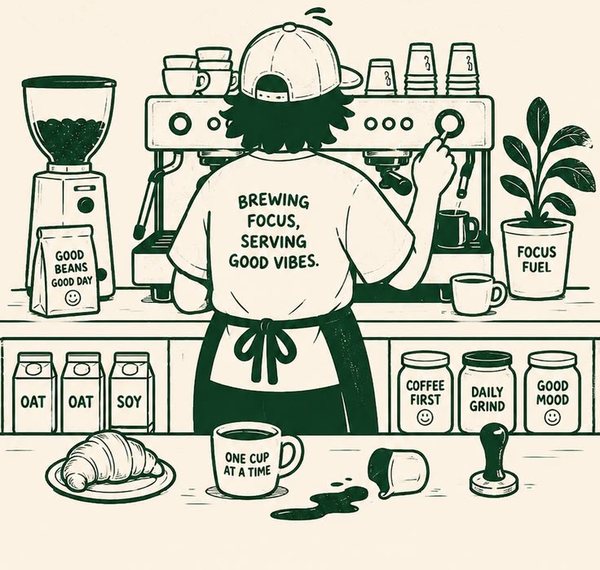 BREWING
FOCUS,
SERVING
GOOD VIBES.
GOOD
BEANS
GOOD DAY
FOCUS
FUEL
OAT
OAT
SOY
COFFEE
FIRST
DAILY
GRIND
GOOD
MOOD
ONE CUP
AT A TIME